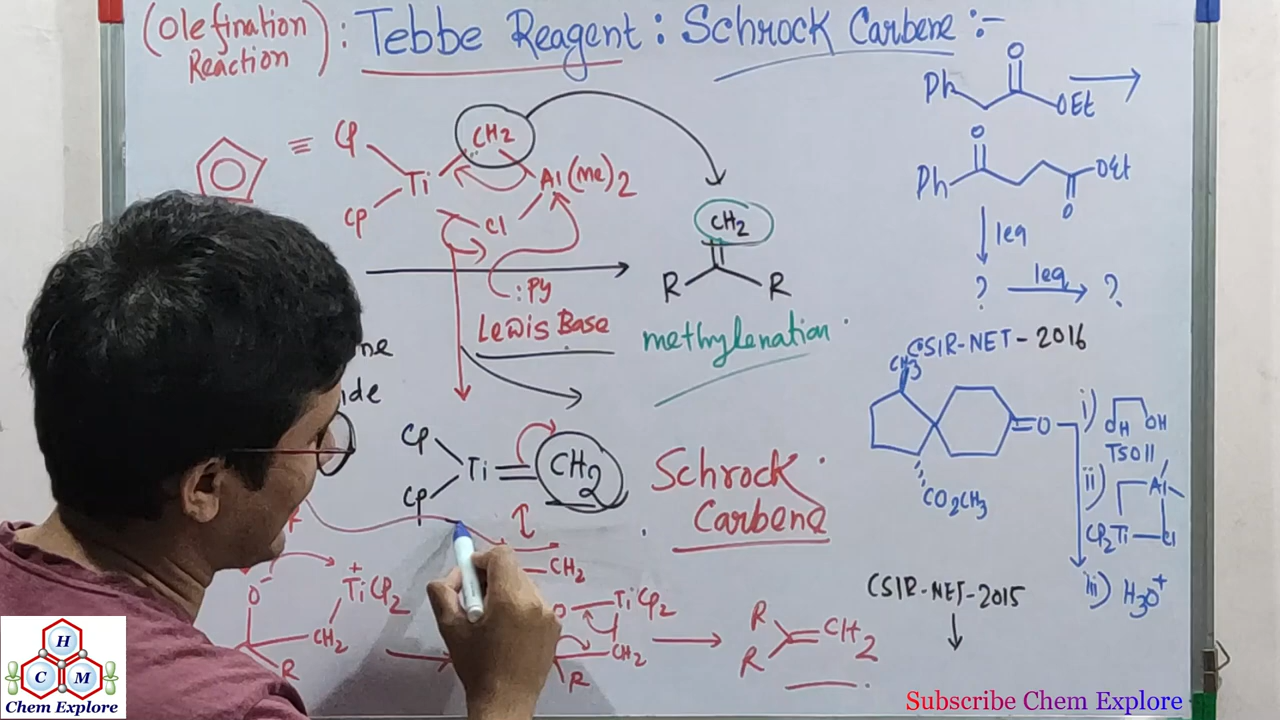 (Olefination Reaction) : Tebbe Reagent : Schrock Carbene :-
Cp
Cp
Ti
CH2
Al(me)2
Cl
≡
:Py
Lewis Base
CH2
R R
methylenation
ne
ide
Cp
Cp
Ti
CH2
Schrock
Carbene
CH2
O
+
TiCp2
CH2
R
O
TiCp2
CH2
R
R
R
CH2
Ph
O
OEt
Ph
O
OEt
O
1eq
? 1eq ?
CSIR-NET-2016
CH3
O
CO2CH3
i)
OH
OH
TSOH
ii)
Al
Cp2Ti
Cl
iii) H3O+
CSIR-NET-2015
H
C M
Chem Explore
Subscribe Chem Explore